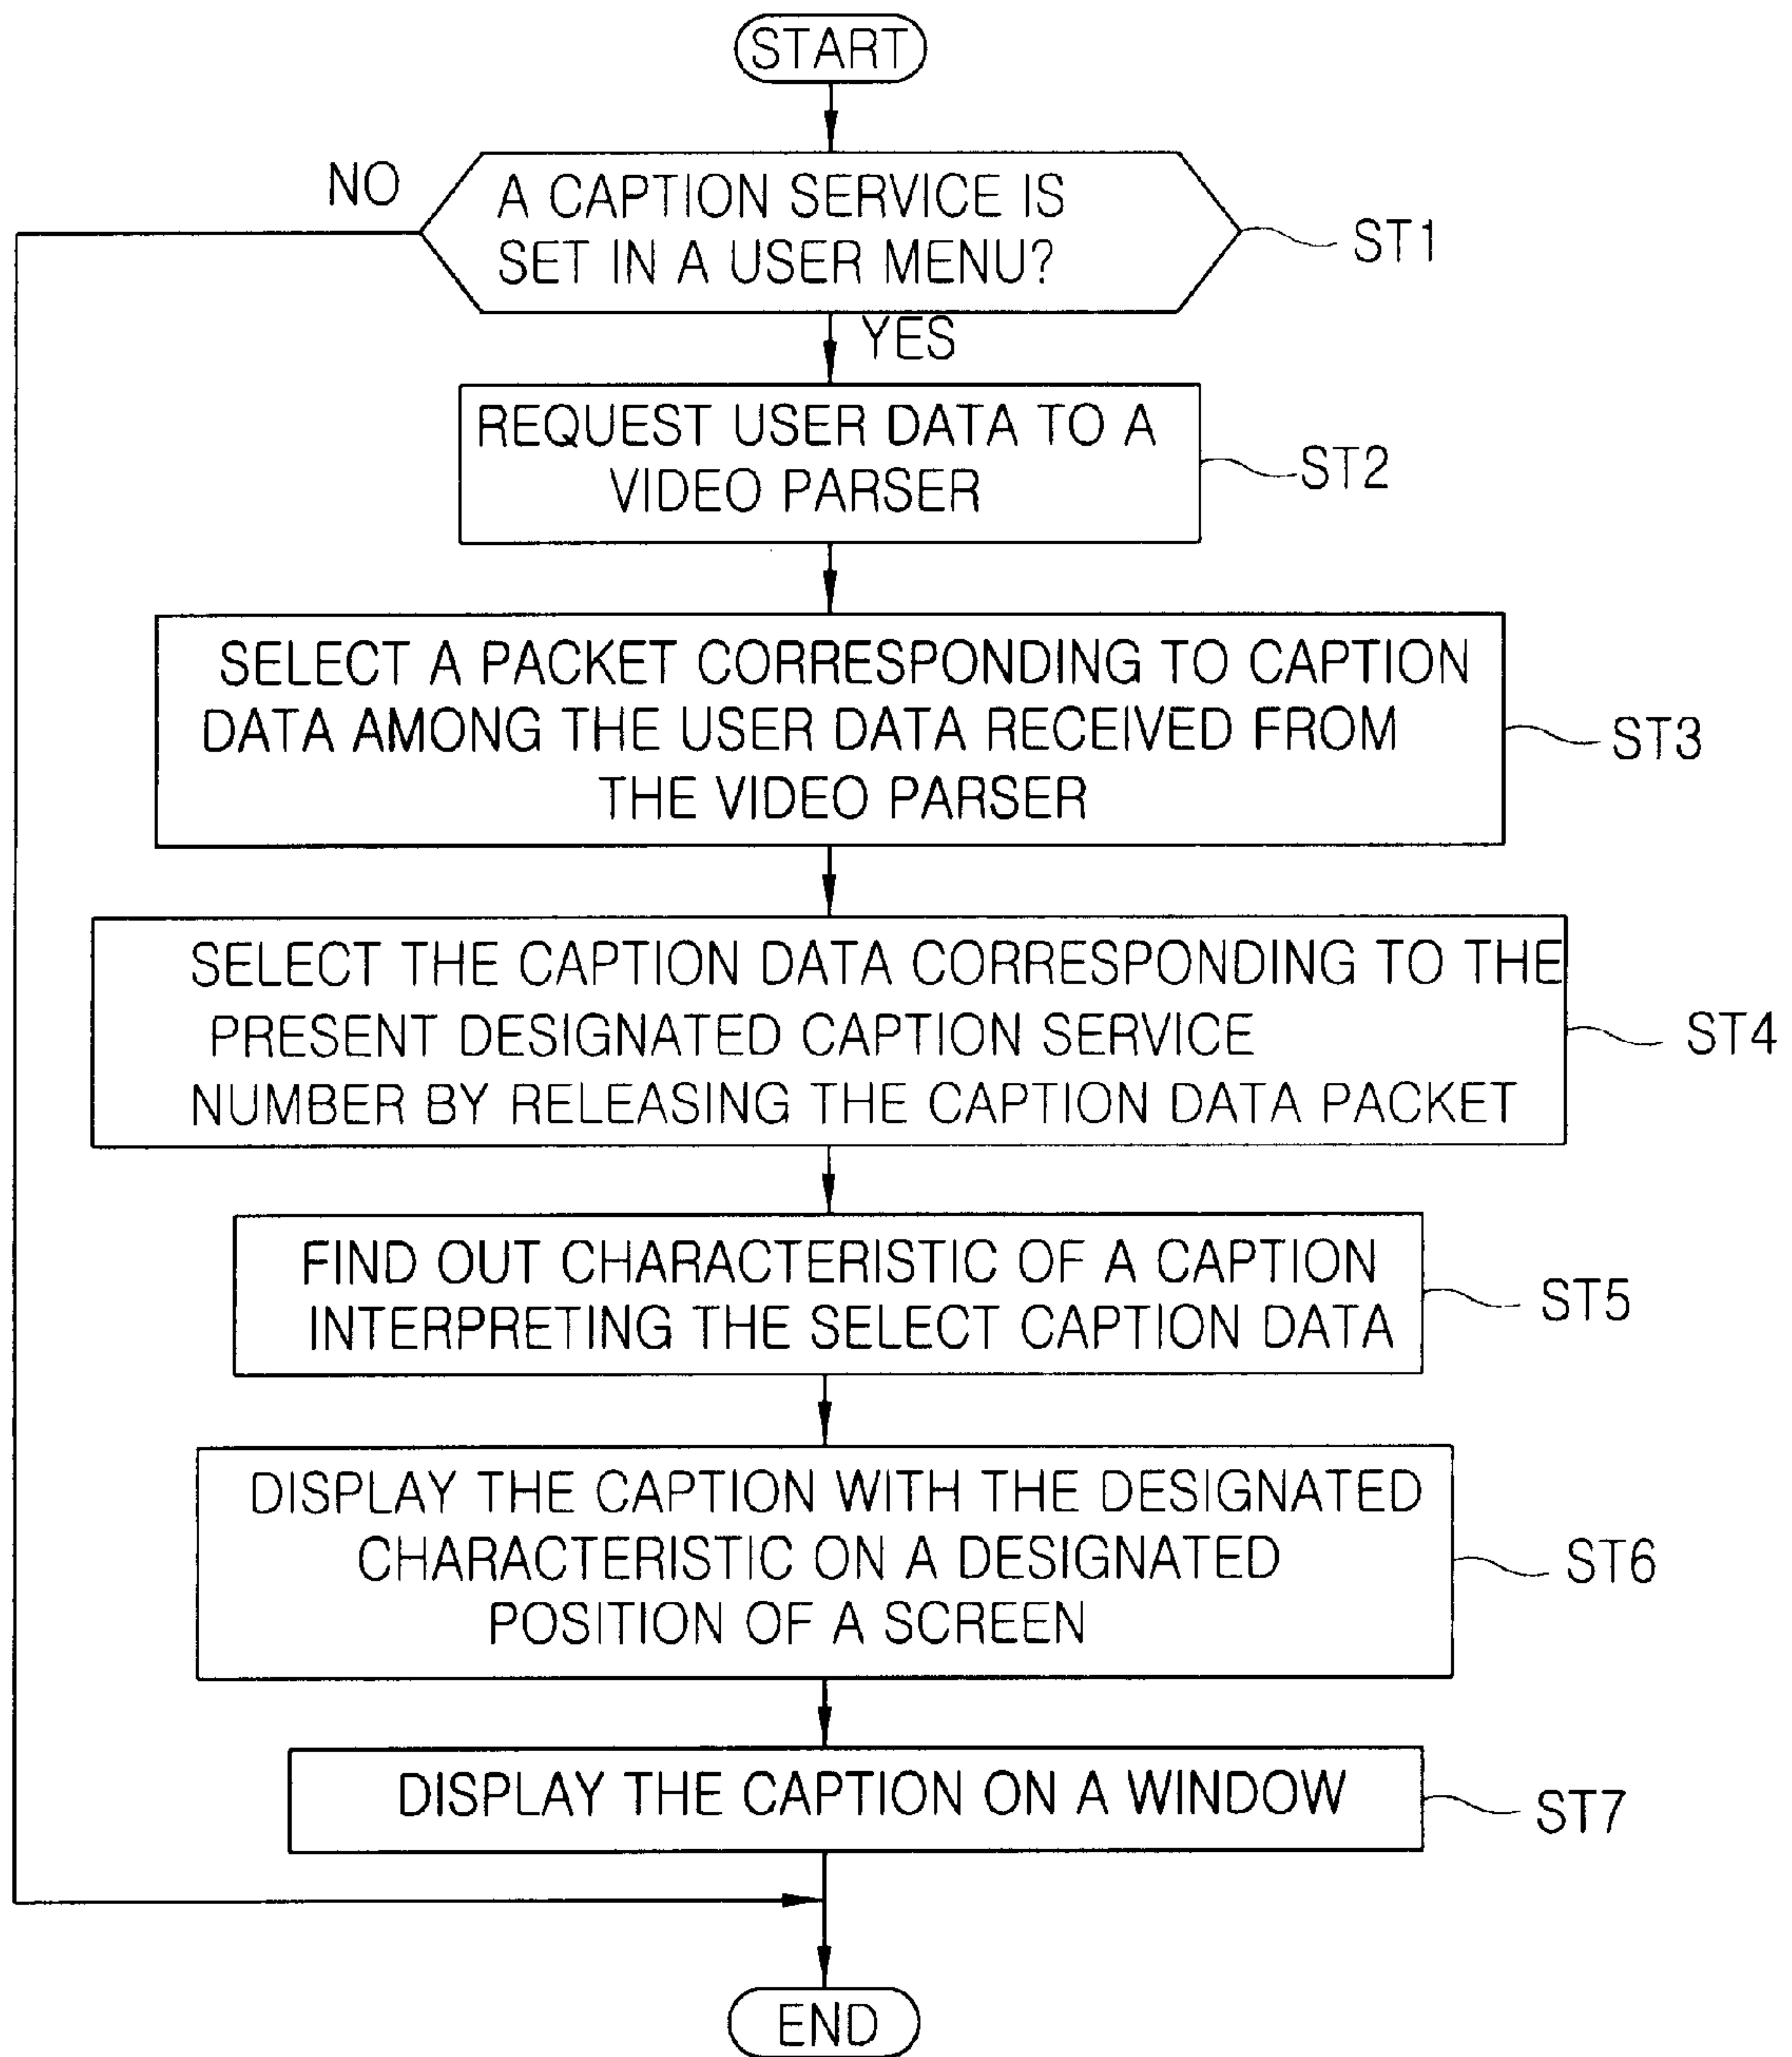 START
NO
A CAPTION SERVICE IS
SET IN A USER MENU?
ST1
YES
REQUEST USER DATA TO A
VIDEO PARSER
ST2
SELECT A PACKET CORRESPONDING TO CAPTION
DATA AMONG THE USER DATA RECEIVED FROM
THE VIDEO PARSER
ST3
SELECT THE CAPTION DATA CORRESPONDING TO THE
PRESENT DESIGNATED CAPTION SERVICE
NUMBER BY RELEASING THE CAPTION DATA PACKET
ST4
FIND OUT CHARACTERISTIC OF A CAPTION
INTERPRETING THE SELECT CAPTION DATA
ST5
DISPLAY THE CAPTION WITH THE DESIGNATED
CHARACTERISTIC ON A DESIGNATED
POSITION OF A SCREEN
ST6
DISPLAY THE CAPTION ON A WINDOW
ST7
END